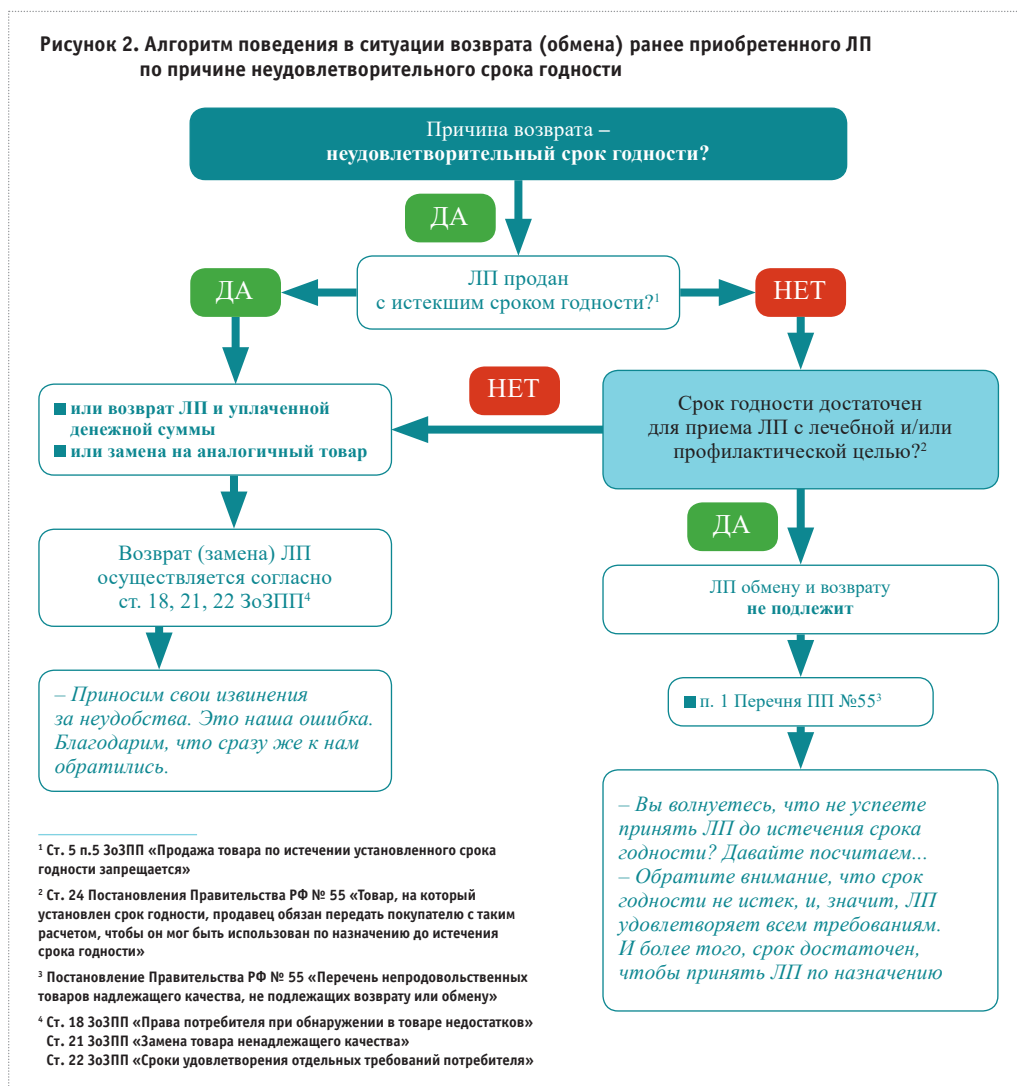 Рисунок 2. Алгоритм поведения в ситуации возврата (обмена) ранее приобретенного ЛП
по причине неудовлетворительного срока годности
Причина возврата –
неудовлетворительный срок годности?
ДА
ЛП продан
с истекшим сроком годности?¹
ДА
НЕТ
■ или возврат ЛП и уплаченной
денежной суммы
■ или замена на аналогичный товар
НЕТ
Срок годности достаточен
для приема ЛП с лечебной и/или
профилактической целью?²
ДА
Возврат (замена) ЛП
осуществляется согласно
ст. 18, 21, 22 ЗоЗПП⁴
ЛП обмену и возврату
не подлежит
– Приносим свои извинения
за неудобства. Это наша ошибка.
Благодарим, что сразу же к нам
обратились.
■ п. 1 Перечня ПП №55³
– Вы волнуетесь, что не успеете
принять ЛП до истечения срока
годности? Давайте посчитаем...
– Обратите внимание, что срок
годности не истек, и, значит, ЛП
удовлетворяет всем требованиям.
И более того, срок достаточен,
чтобы принять ЛП по назначению
¹ Ст. 5 п.5 ЗоЗПП «Продажа товара по истечении установленного срока
годности запрещается»
² Ст. 24 Постановления Правительства РФ № 55 «Товар, на который
установлен срок годности, продавец обязан передать покупателю с таким
расчетом, чтобы он мог быть использован по назначению до истечения
срока годности»
³ Постановление Правительства РФ № 55 «Перечень непродовольственных
товаров надлежащего качества, не подлежащих возврату или обмену»
⁴ Ст. 18 ЗоЗПП «Права потребителя при обнаружении в товаре недостатков»
Ст. 21 ЗоЗПП «Замена товара ненадлежащего качества»
Ст. 22 ЗоЗПП «Сроки удовлетворения отдельных требований потребителя»